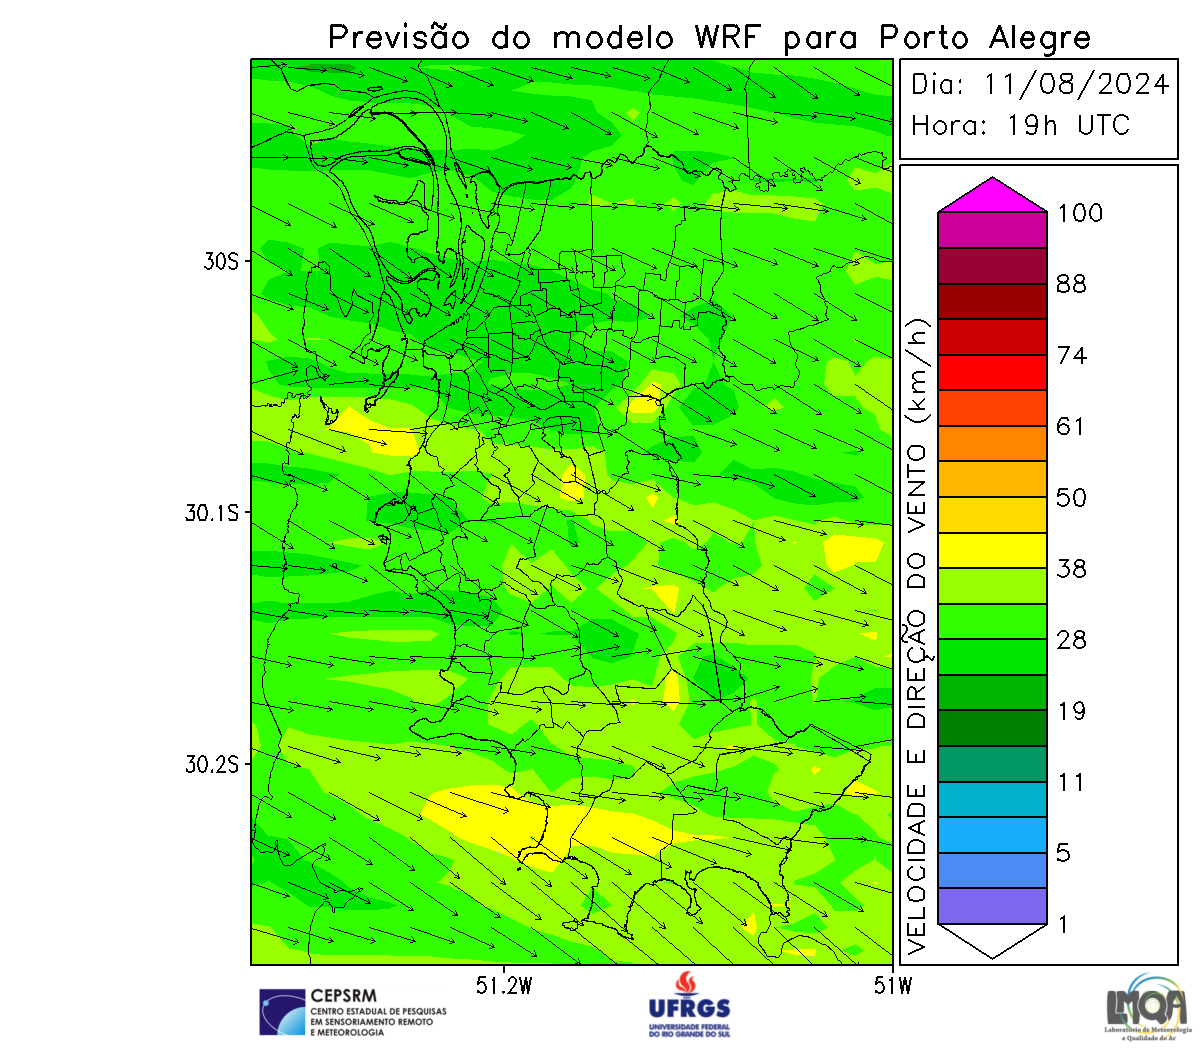 Previsão do modelo WRF para Porto Alegre
Dia: 11/08/2024
Hora: 19h UTC
30S
30.1S
30.2S
51.2W
51W
VELOCIDADE E DIREÇÃO DO VENTO (km/h)
100
88
74
61
50
38
28
19
11
5
1
CEPSRM
CENTRO ESTADUAL DE PESQUISAS
EM SENSORIAMENTO REMOTO
E METEOROLOGIA
UFRGS
UNIVERSIDADE FEDERAL
DO RIO GRANDE DO SUL
LMQA
Laboratório de Meteorologia
e Qualidade do Ar